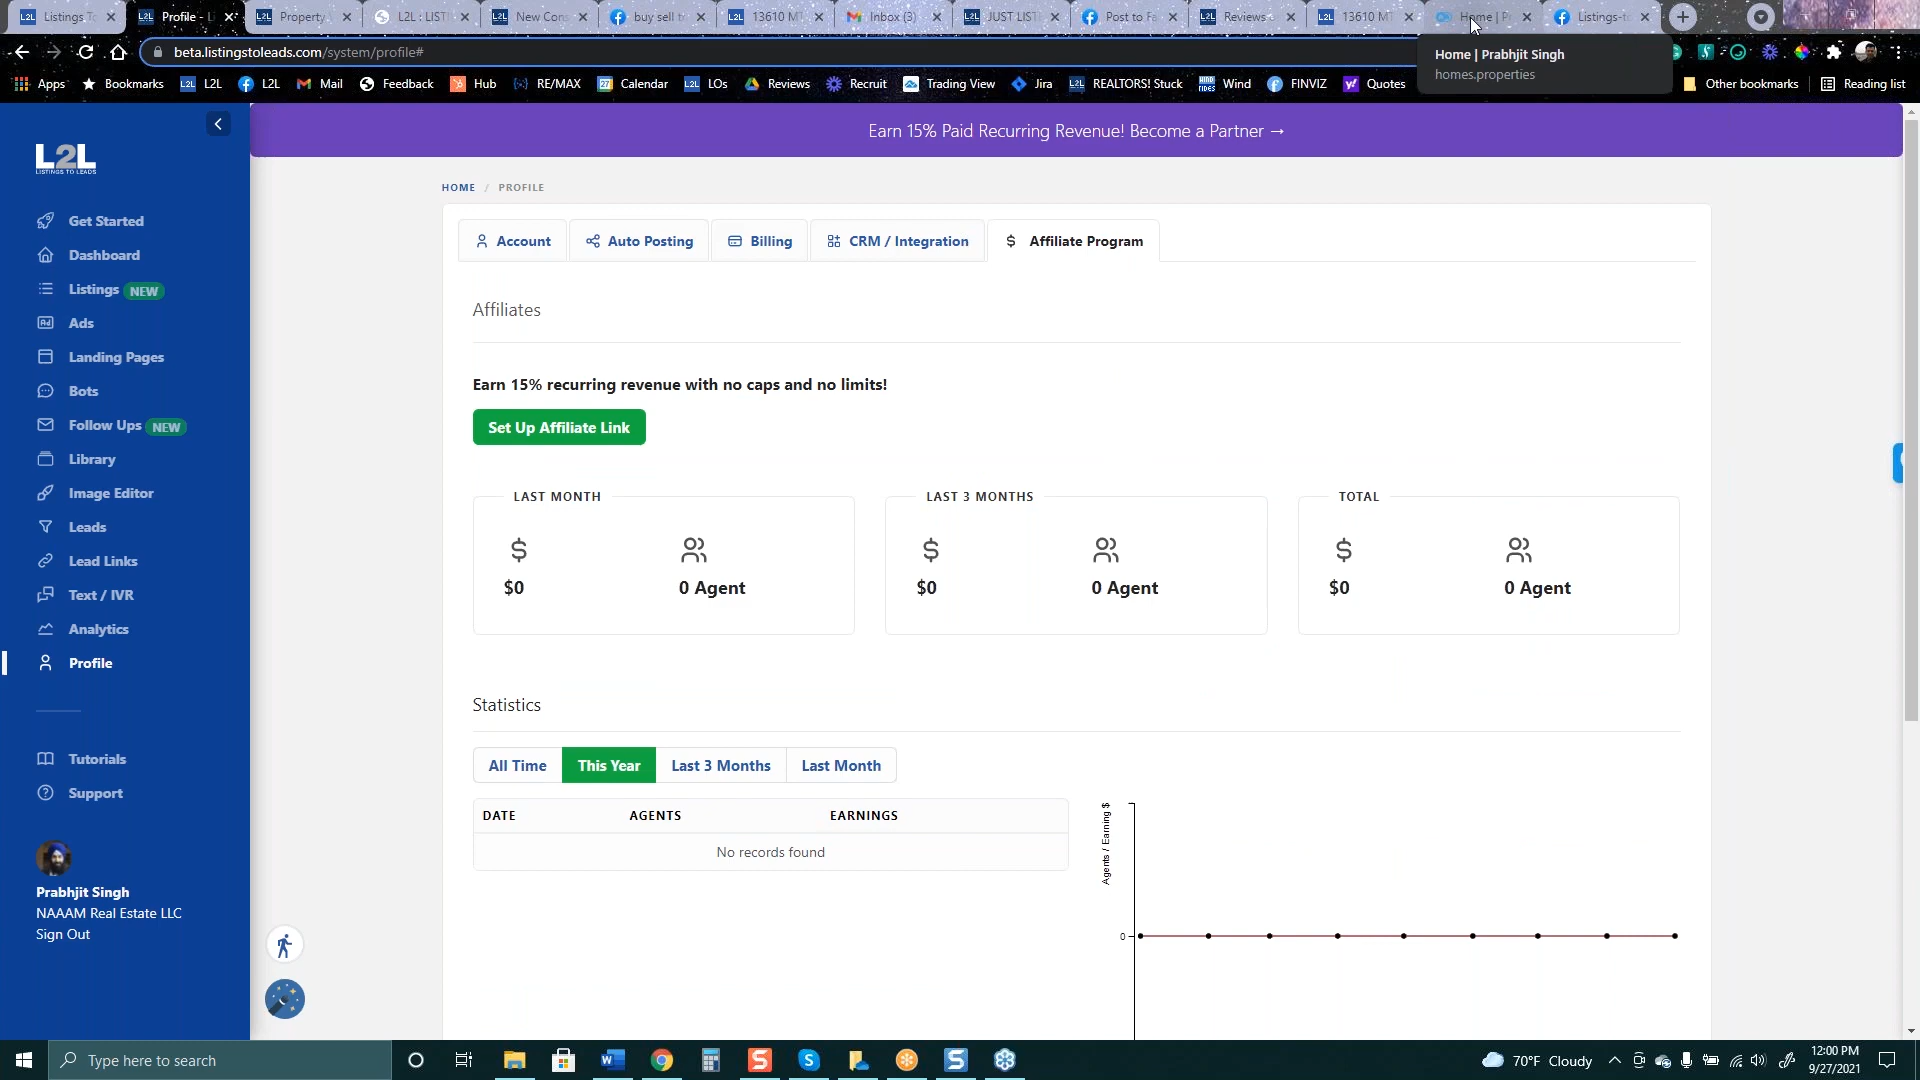 Listings To
Profile - L
Property
L2L : LIST
New Cons
buy sell tr
13610 MT
Inbox (3)
JUST LIST
Post to Fa
Reviews
13610 MT
Home | P
Listings-to
beta.listingstoleads.com/system/profile#
Home | Prabhjit Singh
homes.properties
Apps
Bookmarks
L2L
L2L
Mail
Feedback
Hub
RE/MAX
Calendar
LOs
Reviews
Recruit
Trading View
Jira
REALTORS! Stuck
Wind
FINVIZ
Quotes
Other bookmarks
Reading list
Earn 15% Paid Recurring Revenue! Become a Partner →
L2L
LISTINGS TO LEADS
Get Started
Dashboard
Listings NEW
Ads
Landing Pages
Bots
Follow Ups NEW
Library
Image Editor
Leads
Lead Links
Text / IVR
Analytics
Profile
Tutorials
Support
Prabhjit Singh
NAAAM Real Estate LLC
Sign Out
HOME / PROFILE
Account
Auto Posting
Billing
CRM / Integration
$ Affiliate Program
Affiliates
Earn 15% recurring revenue with no caps and no limits!
Set Up Affiliate Link
LAST MONTH
$
$0
0 Agent
LAST 3 MONTHS
$
$0
0 Agent
TOTAL
$
$0
0 Agent
Statistics
All Time
This Year
Last 3 Months
Last Month
DATE AGENTS EARNINGS
No records found
Agents / Earning $
0
Type here to search
70°F Cloudy
12:00 PM
9/27/2021